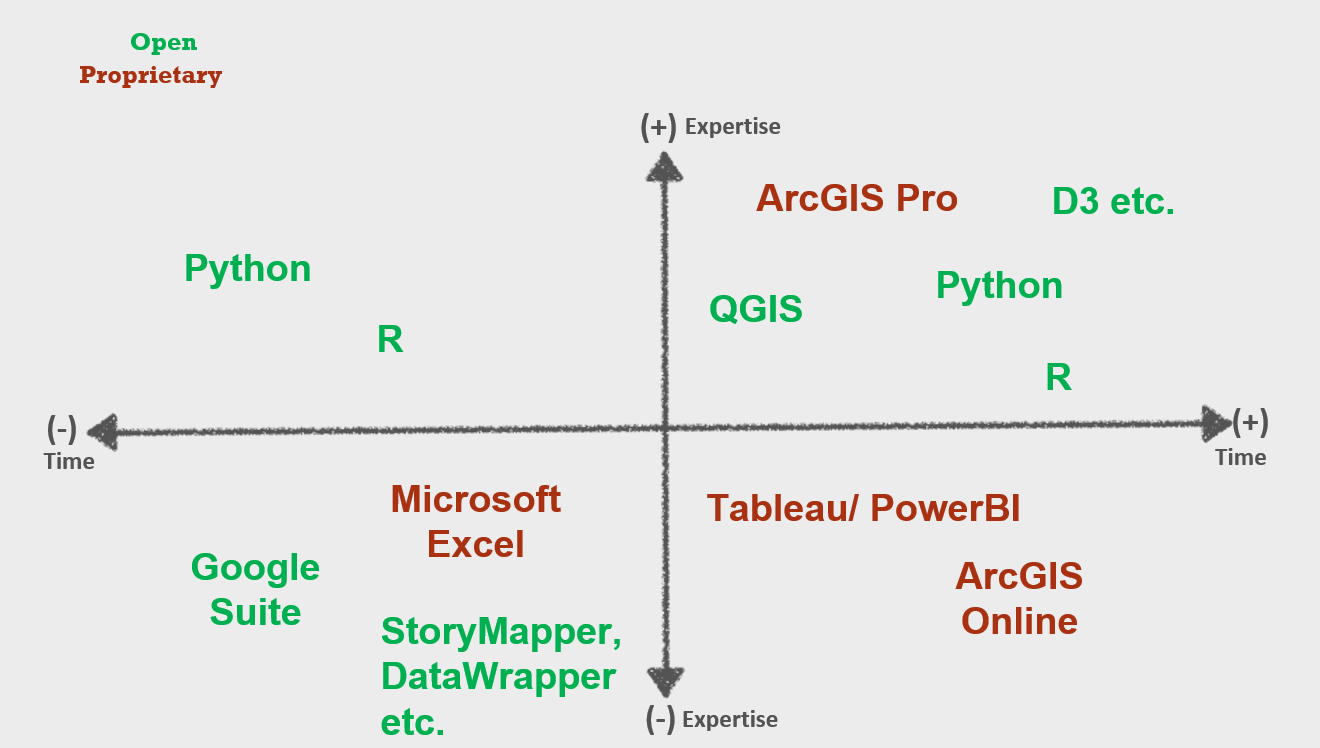 Open
Proprietary
(+) Expertise
ArcGIS Pro
D3 etc.
Python
Python
QGIS
R
R
(-)
Time
(+)
Time
Microsoft
Excel
Tableau/ PowerBI
Google
Suite
ArcGIS
Online
StoryMapper,
DataWrapper
etc.
(-) Expertise